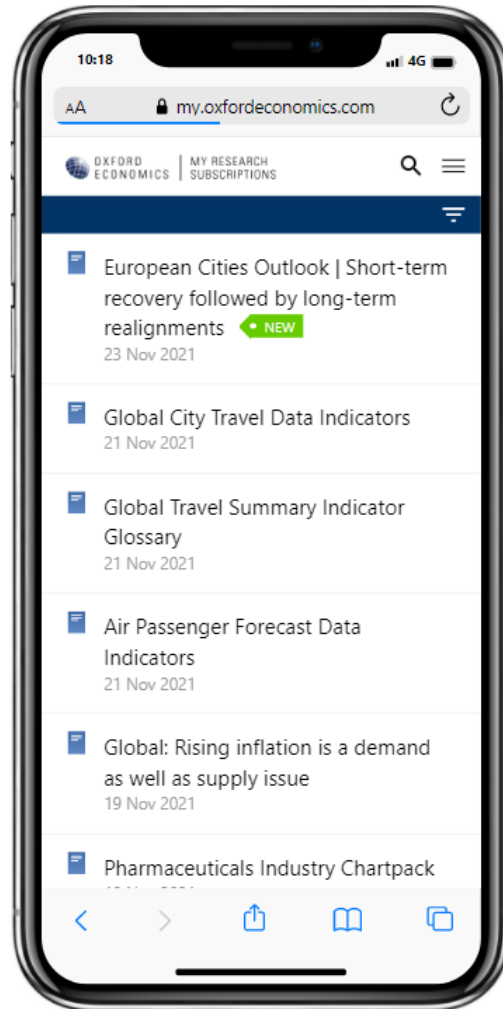 10:18
4G
AA my.oxfordeconomics.com
OXFORD MY RESEARCH
ECONOMICS SUBSCRIPTIONS
European Cities Outlook | Short-term
recovery followed by long-term
realignments NEW
23 Nov 2021
Global City Travel Data Indicators
21 Nov 2021
Global Travel Summary Indicator
Glossary
21 Nov 2021
Air Passenger Forecast Data
Indicators
21 Nov 2021
Global: Rising inflation is a demand
as well as supply issue
19 Nov 2021
Pharmaceuticals Industry Chartpack